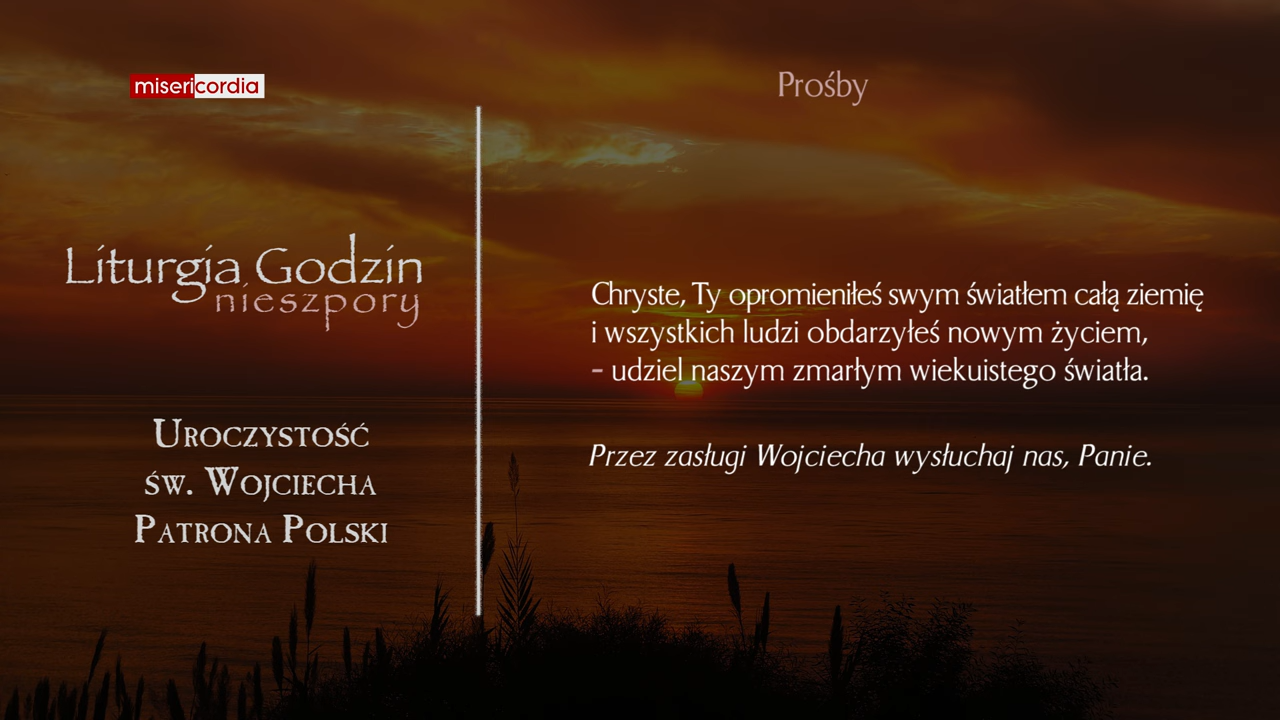 misericordia
Prośby
Liturgia Godzin
nieszpory
Uroczystość
św. Wojciecha
Patrona Polski
Chryste, Ty opromieniłeś swym światłem całą ziemię
i wszystkich ludzi obdarzyłeś nowym życiem,
- udziel naszym zmarłym wiekuistego światła.
Przez zasługi Wojciecha wysłuchaj nas, Panie.